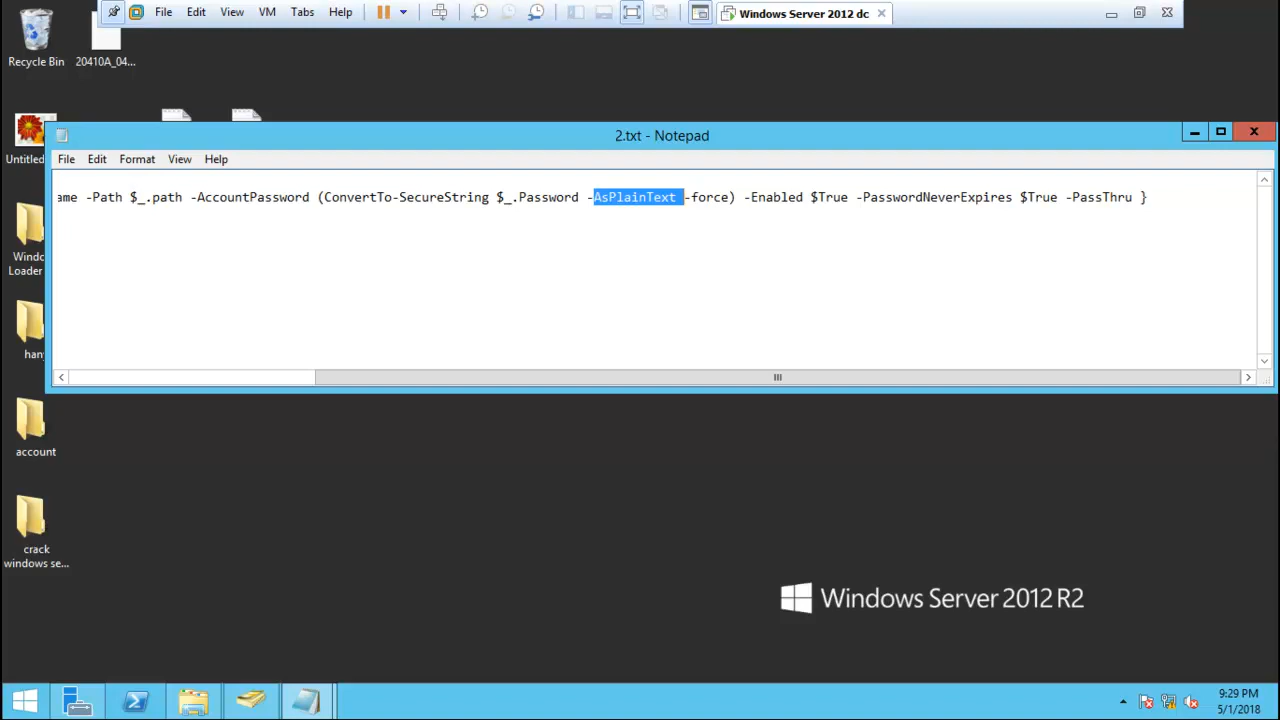 File Edit View VM Tabs Help
Windows Server 2012 dc
Recycle Bin
20410A_04...
2.txt - Notepad
File Edit Format View Help
ame -Path $_.path -AccountPassword (ConvertTo-SecureString $_.Password -AsPlainText -force) -Enabled $True -PasswordNeverExpires $True -PassThru }
Untitled
Windo
Loader
han
account
crack
windows se...
Windows Server 2012 R2
9:29 PM
5/1/2018